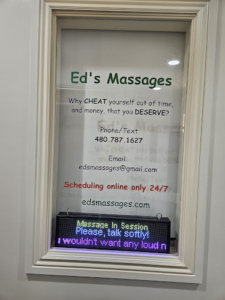 Ed's Massages
Why CHEAT yourself out of time,
and money, that you DESERVE?
Phone/Text
480.787.1627
Email:
edsmassages@gmail.com
Scheduling online only 24/7
edsmassages.com
Massage In Session
Please, talk softly!
I wouldn't want any loud n